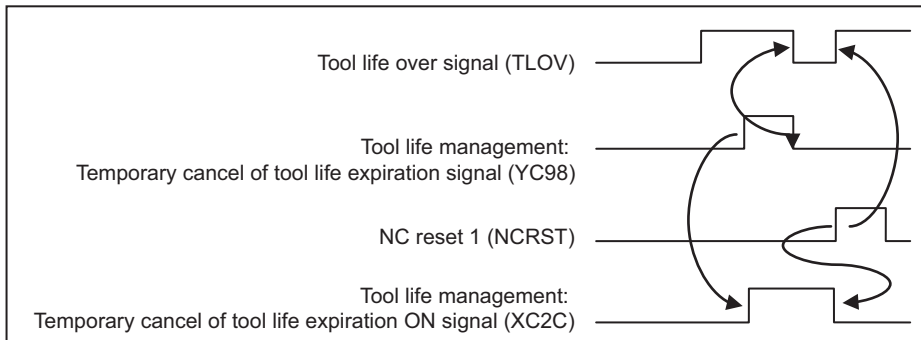 Tool life over signal (TLOV)
Tool life management:
Temporary cancel of tool life expiration signal (YC98)
NC reset 1 (NCRST)
Tool life management:
Temporary cancel of tool life expiration ON signal (XC2C)